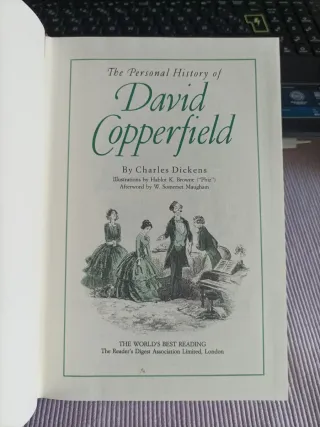 The Personal History of
David
Copperfield
By Charles Dickens
Illustrations by Hablot K. Browne ("Phiz")
Afterword by W. Somerset Maugham
THE WORLD'S BEST READING
The Reader's Digest Association Limited, London